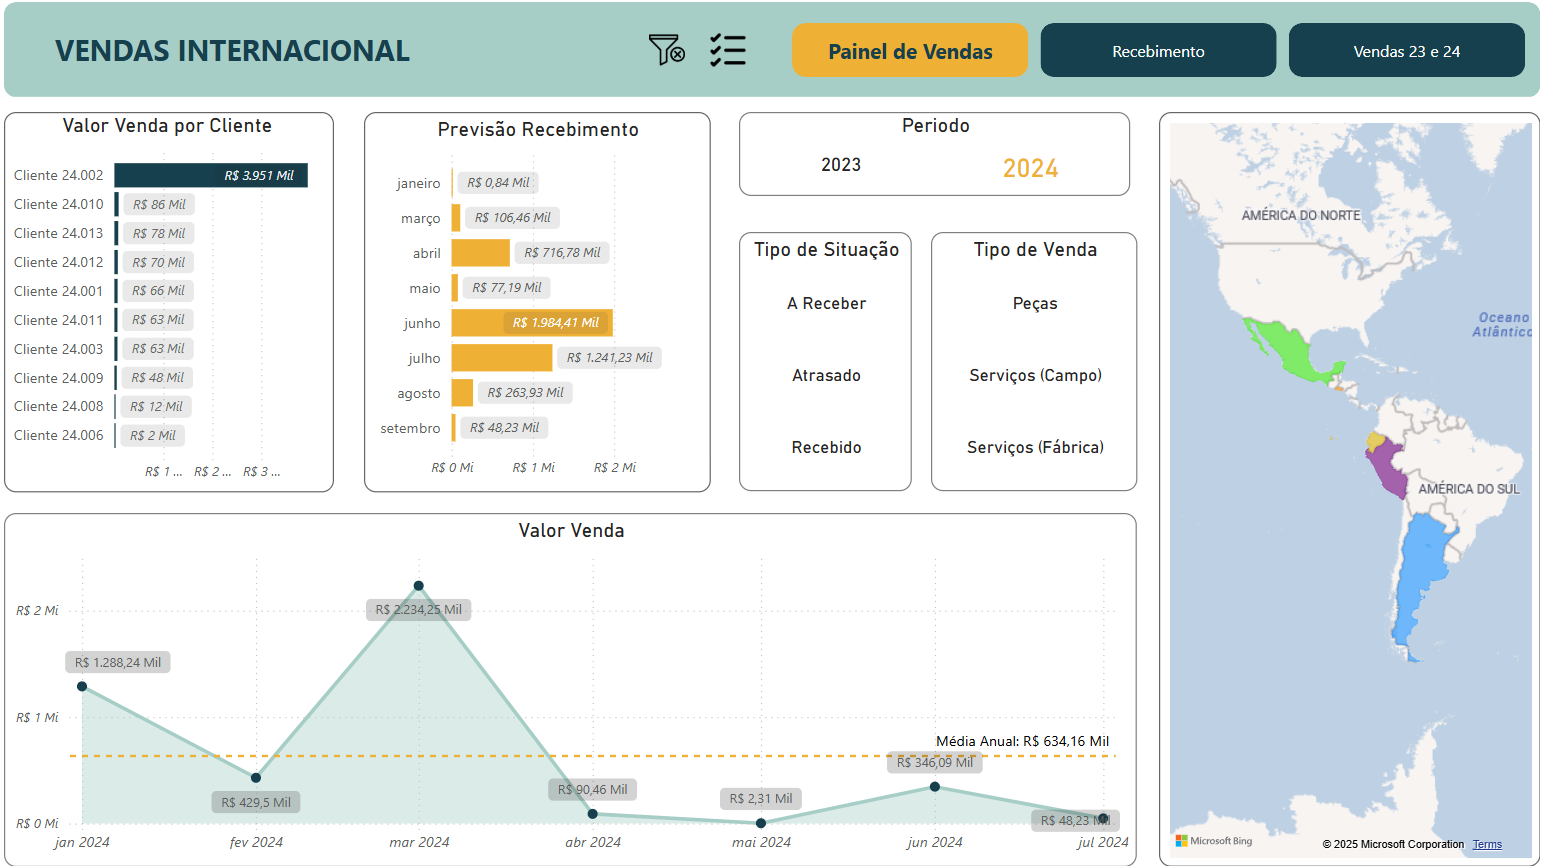 VENDAS INTERNACIONAL
Painel de Vendas
Recebimento
Vendas 23 e 24
Valor Venda por Cliente
Cliente 24.002 R$ 3.951 Mil
Cliente 24.010 R$ 86 Mil
Cliente 24.013 R$ 78 Mil
Cliente 24.012 R$ 70 Mil
Cliente 24.001 R$ 66 Mil
Cliente 24.011 R$ 63 Mil
Cliente 24.003 R$ 63 Mil
Cliente 24.009 R$ 48 Mil
Cliente 24.008 R$ 12 Mil
Cliente 24.006 R$ 2 Mil
R$ 1 ... R$ 2 ... R$ 3 ...
Previsão Recebimento
janeiro R$ 0,84 Mil
março R$ 106,46 Mil
abril R$ 716,78 Mil
maio R$ 77,19 Mil
junho R$ 1.984,41 Mil
julho R$ 1.241,23 Mil
agosto R$ 263,93 Mil
setembro R$ 48,23 Mil
R$ 0 Mi R$ 1 Mi R$ 2 Mi
Periodo
2023 2024
Tipo de Situação
A Receber
Atrasado
Recebido
Tipo de Venda
Peças
Serviços (Campo)
Serviços (Fábrica)
Valor Venda
R$ 2 Mi
R$ 1 Mi
R$ 0 Mi
R$ 1.288,24 Mil
R$ 429,5 Mil
R$ 2.234,25 Mil
R$ 90,46 Mil
R$ 2,31 Mil
R$ 346,09 Mil
R$ 48,23 Mil
Média Anual: R$ 634,16 Mil
jan 2024 fev 2024 mar 2024 abr 2024 mai 2024 jun 2024 jul 2024
AMÉRICA DO NORTE
Oceano
Atlântico
AMÉRICA DO SUL
Microsoft Bing
© 2025 Microsoft Corporation Terms